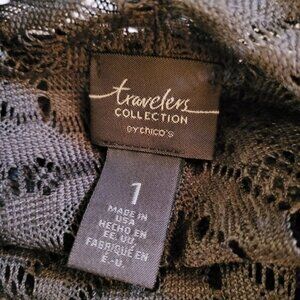 travelers
COLLECTION
BY CHICO'S
1
MADE IN
USA
HECHO EN
EE. UU.
FABRIQUÉ EN
É.-U.